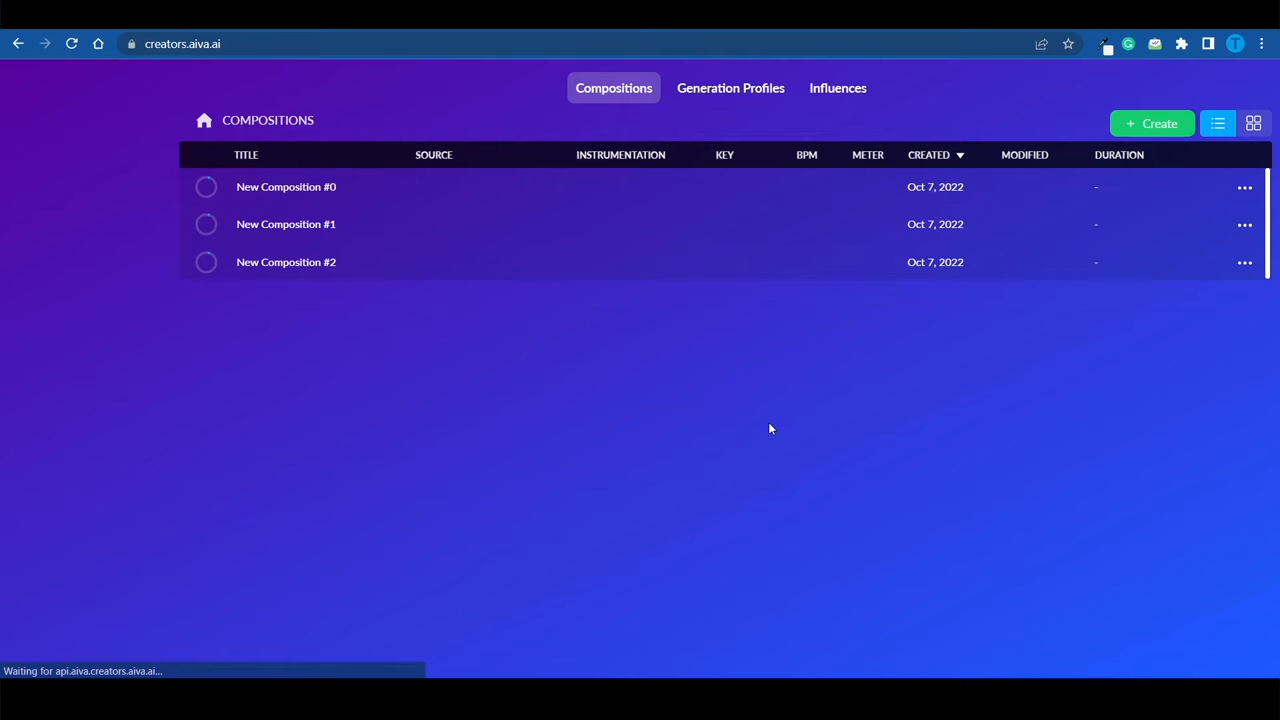 creators.aiva.ai
T
Compositions Generation Profiles Influences
COMPOSITIONS
+ Create
TITLE SOURCE INSTRUMENTATION KEY BPM METER CREATED MODIFIED DURATION
New Composition #0 Oct 7, 2022 -
New Composition #1 Oct 7, 2022 -
New Composition #2 Oct 7, 2022 -
Waiting for api.aiva.creators.aiva.ai...